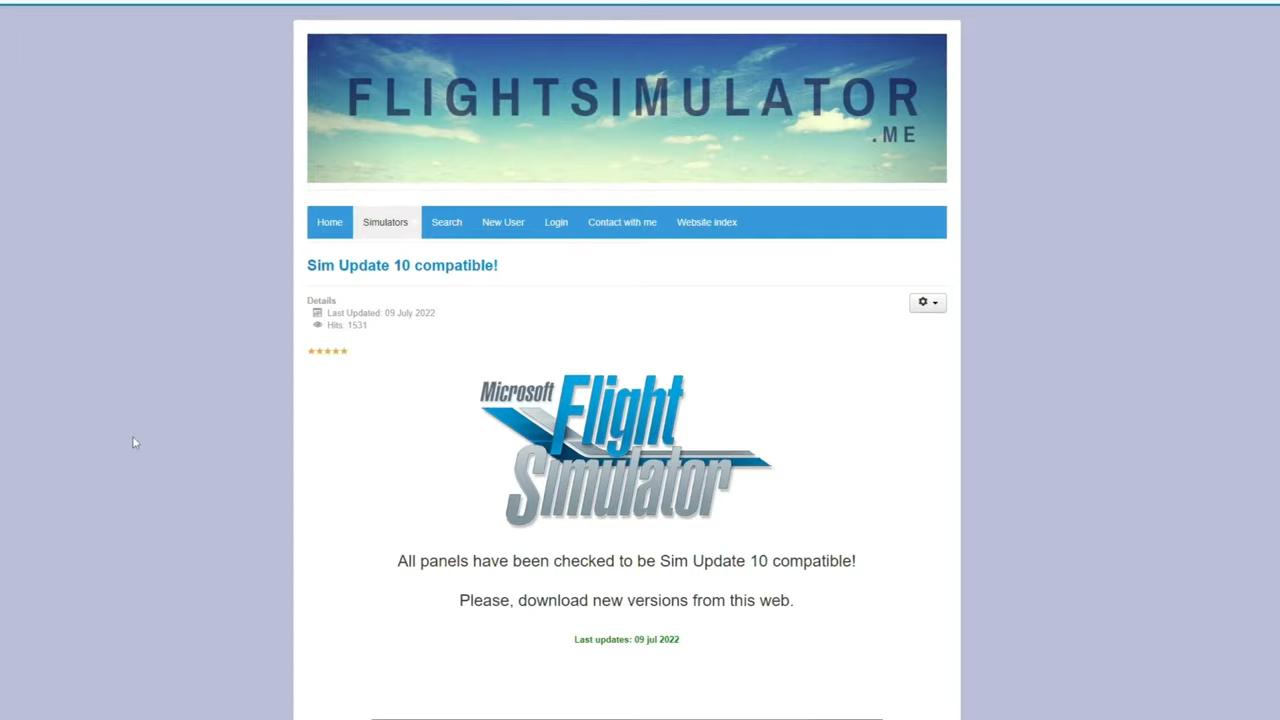 FLIGHTSIMULATOR
.ME
Home Simulators Search New User Login Contact with me Website index
Sim Update 10 compatible!
Details
Last Updated: 09 July 2022
Hits: 1531
Microsoft
Flight
Simulator
All panels have been checked to be Sim Update 10 compatible!
Please, download new versions from this web.
Last updates: 09 jul 2022